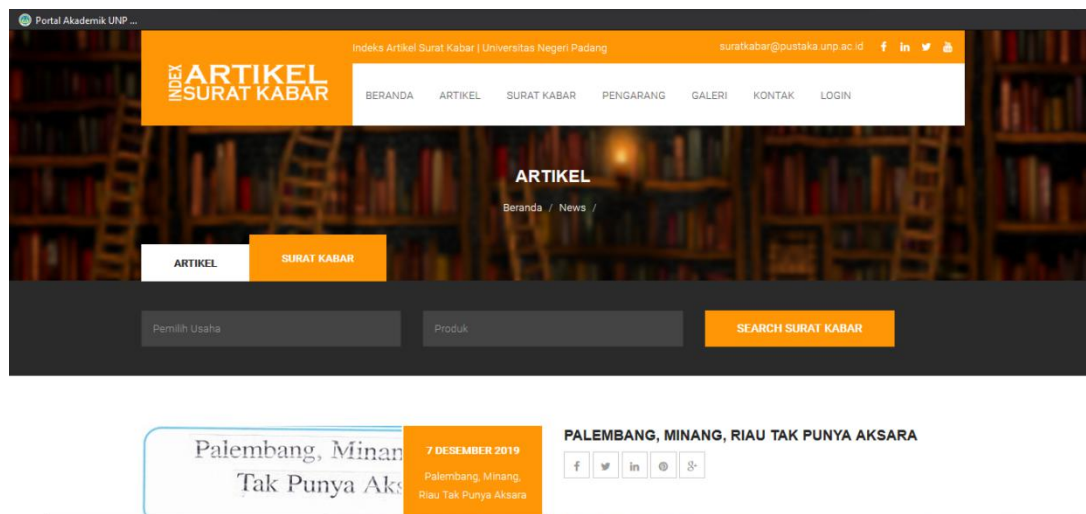 Portal Akademik UNP ...
Indeks Artikel Surat Kabar | Universitas Negeri Padang
suratkabar@pustaka.unp.ac.id
INDEX ARTIKEL
SURAT KABAR
BERANDA ARTIKEL SURAT KABAR PENGARANG GALERI KONTAK LOGIN
ARTIKEL
Beranda / News /
ARTIKEL SURAT KABAR
Pemilih Usaha Produk SEARCH SURAT KABAR
Palembang, Minan
Tak Punya Aks
7 DESEMBER 2019
Palembang, Minang,
Riau Tak Punya Aksara
PALEMBANG, MINANG, RIAU TAK PUNYA AKSARA